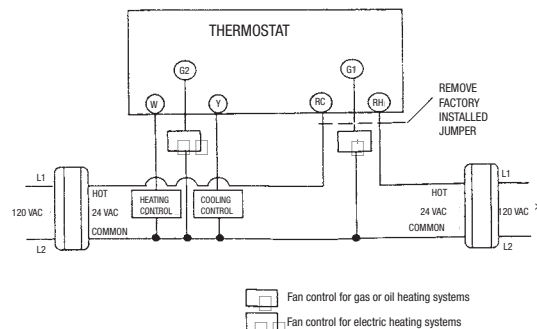 THERMOSTAT
G2
G1
W
Y
RC
RH
REMOVE
FACTORY
INSTALLED
JUMPER
L1
HOT
120 VAC
24 VAC
COMMON
L2
HEATING
CONTROL
COOLING
CONTROL
L1
HOT
24 VAC
120 VAC
COMMON
L2
Fan control for gas or oil heating systems
Fan control for electric heating systems